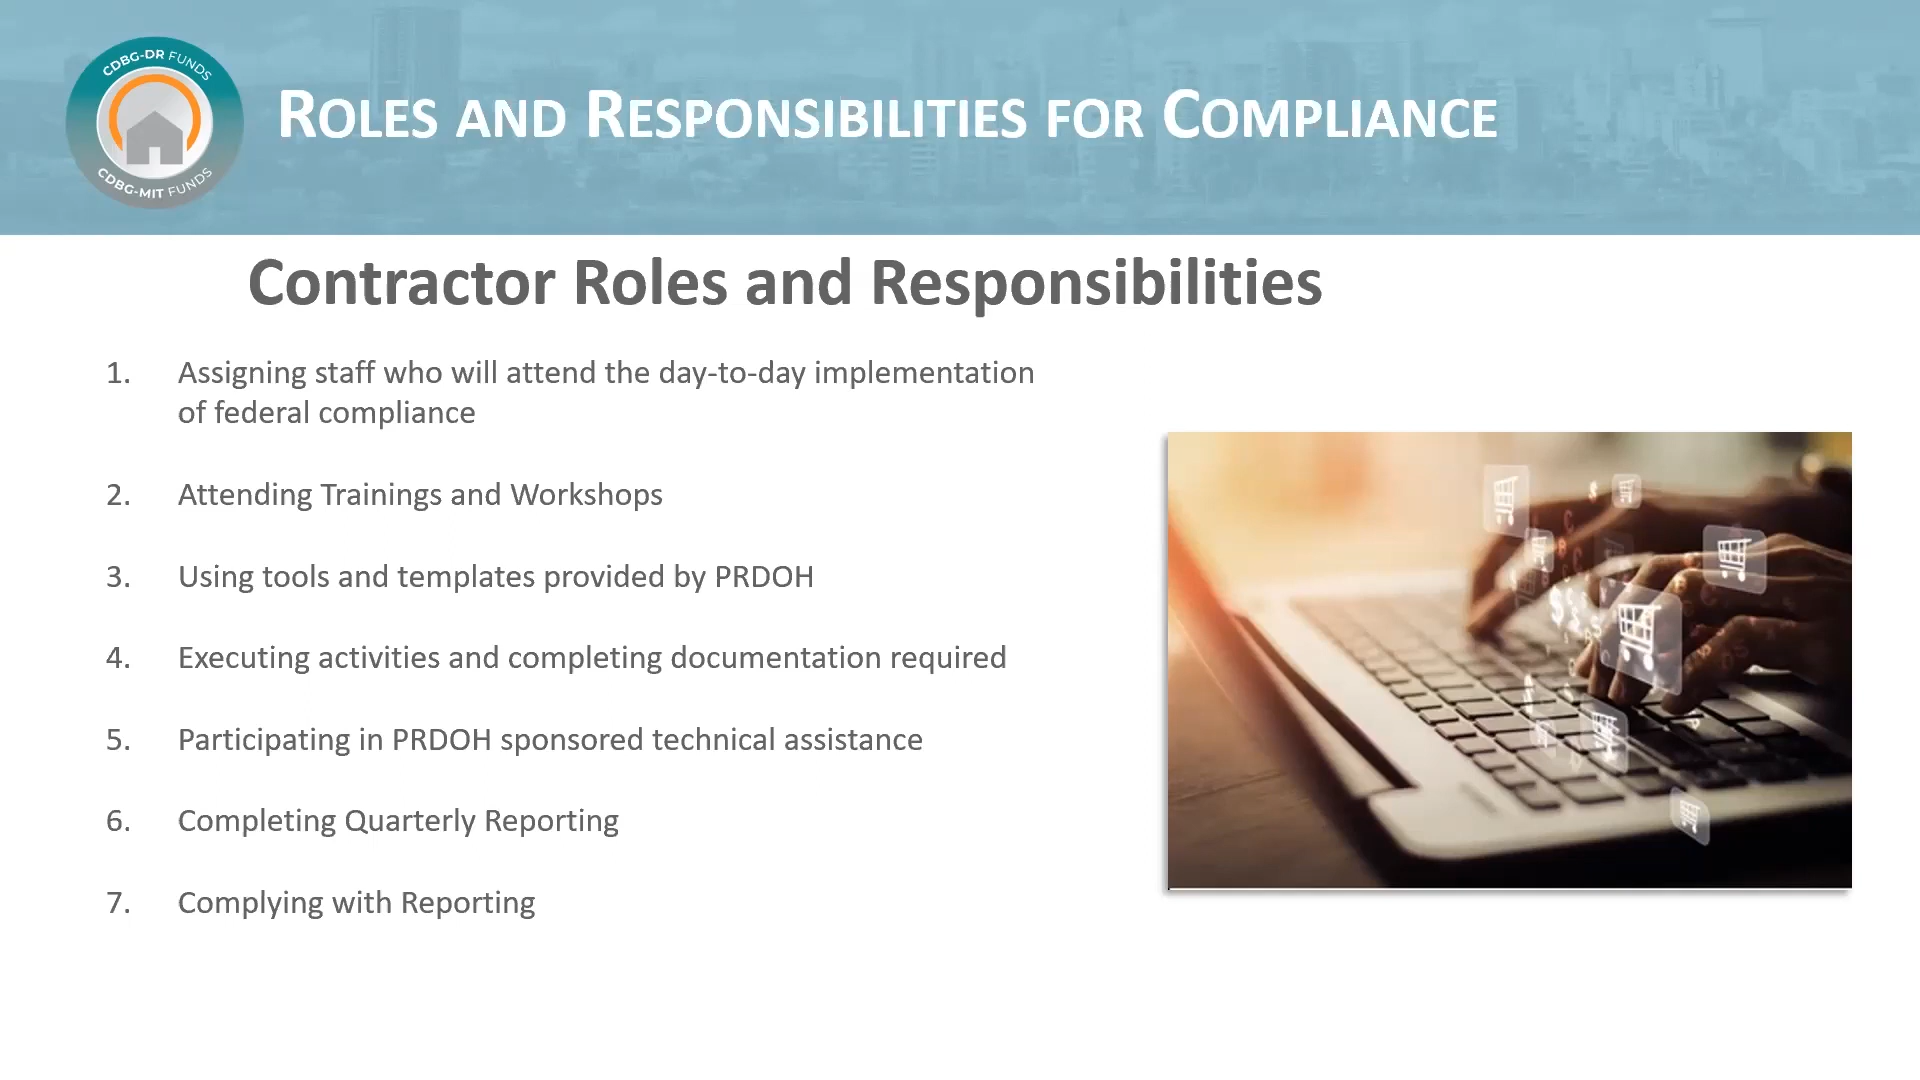 CDBG-DR FUNDS
CDBG-MIT FUNDS
ROLES AND RESPONSIBILITIES FOR COMPLIANCE
Contractor Roles and Responsibilities
1. Assigning staff who will attend the day-to-day implementation
of federal compliance
2. Attending Trainings and Workshops
3. Using tools and templates provided by PRDOH
4. Executing activities and completing documentation required
5. Participating in PRDOH sponsored technical assistance
6. Completing Quarterly Reporting
7. Complying with Reporting